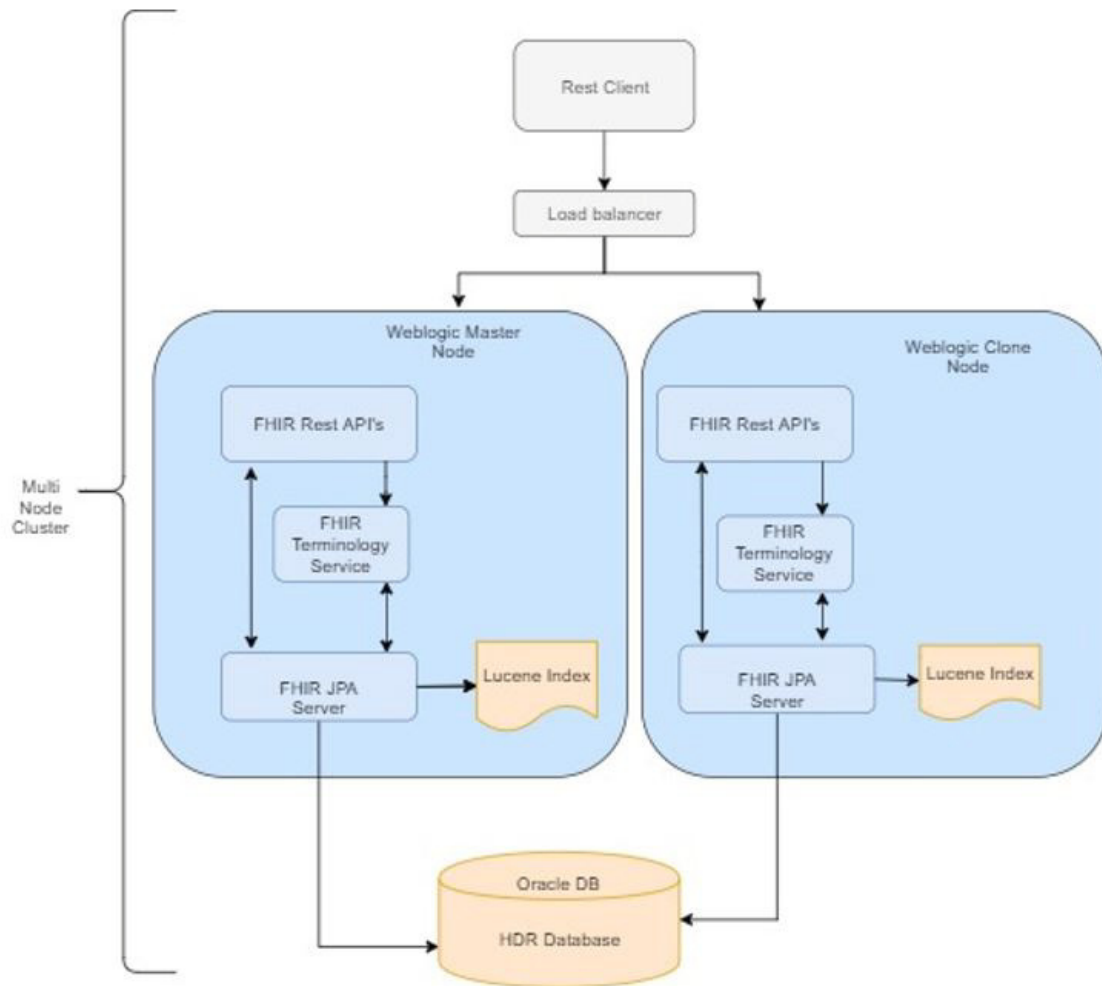 Rest Client
Load balancer
Weblogic Master
Node
FHIR Rest API's
FHIR
Terminology
Service
FHIR JPA
Server
Lucene Index
Weblogic Clone
Node
FHIR Rest API's
FHIR
Terminology
Service
FHIR JPA
Server
Lucene Index
Multi
Node
Cluster
Oracle DB
HDR Database